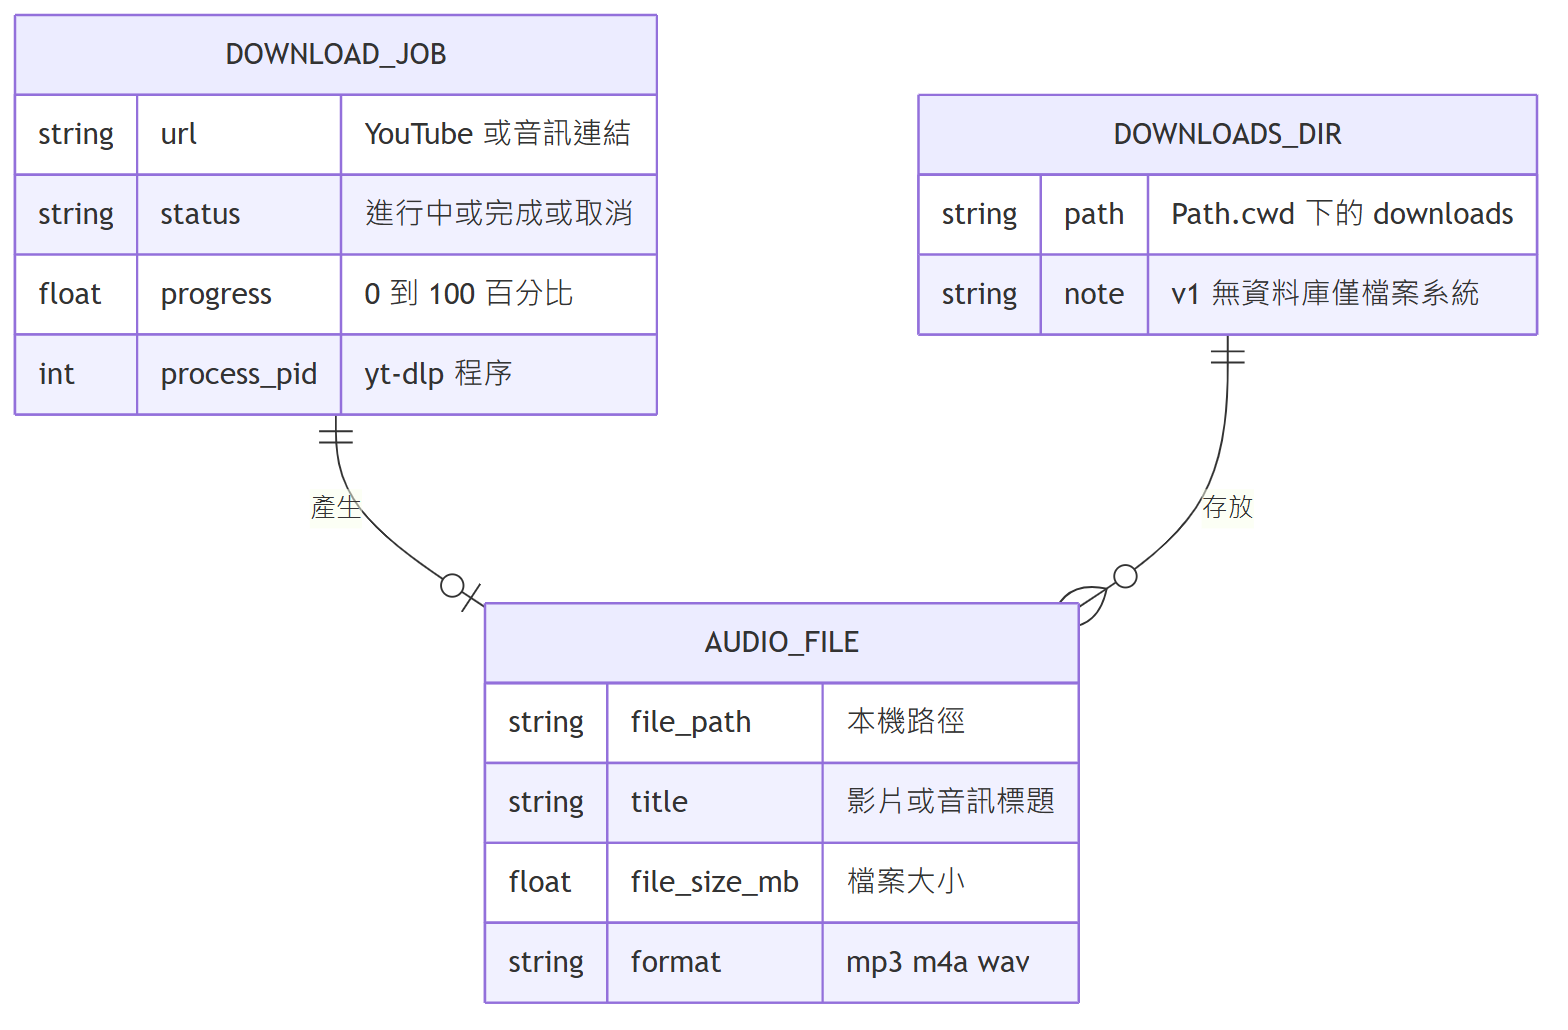 DOWNLOAD_JOB
string url YouTube 或音訊連結
string status 進行中或完成或取消
float progress 0 到 100 百分比
int process_pid yt-dlp 程序
DOWNLOADS_DIR
string path Path.cwd 下的 downloads
string note v1 無資料庫僅檔案系統
產生
存放
AUDIO_FILE
string file_path 本機路徑
string title 影片或音訊標題
float file_size_mb 檔案大小
string format mp3 m4a wav